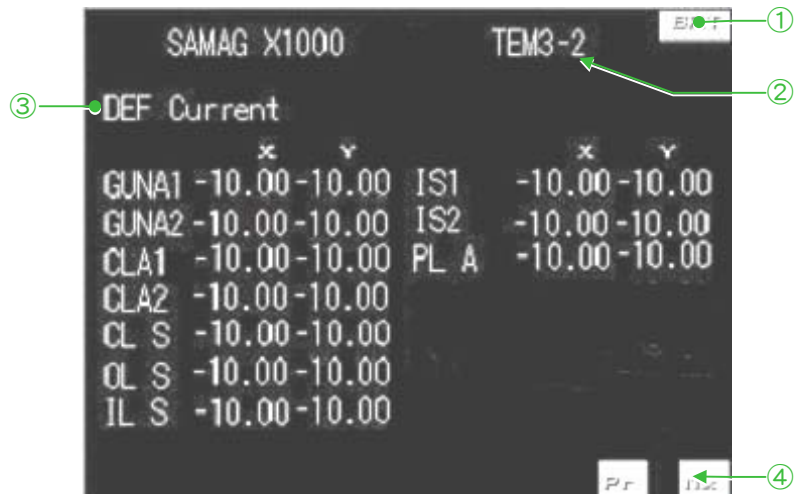 SAMAG X1000 TEM3-2 EXIT ①
②
③ DEF Current
X Y X Y
GUNA1 -10.00 -10.00 IS1 -10.00 -10.00
GUNA2 -10.00 -10.00 IS2 -10.00 -10.00
CLA1 -10.00 -10.00 PL A -10.00 -10.00
CLA2 -10.00 -10.00
CL S -10.00 -10.00
OL S -10.00 -10.00
IL S -10.00 -10.00
Pr ④